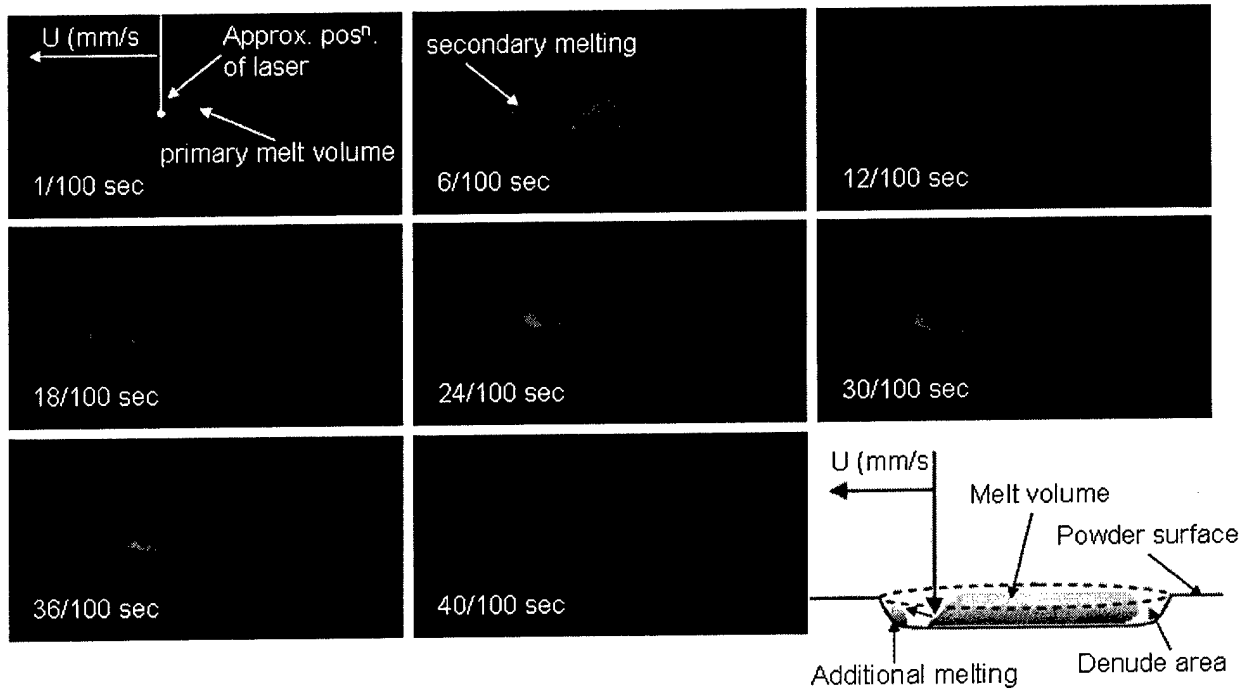 U (mm/s
Approx. posⁿ.
of laser
primary melt volume
1/100 sec
secondary melting
6/100 sec
12/100 sec
18/100 sec
24/100 sec
30/100 sec
36/100 sec
40/100 sec
U (mm/s
Melt volume
Powder surface
Additional melting
Denude area